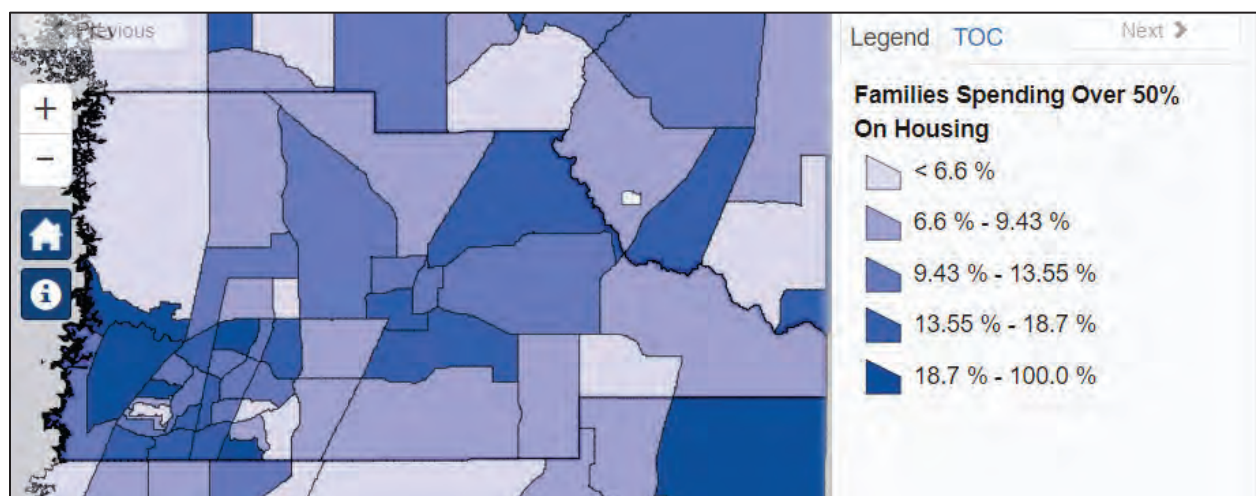 Previous
Legend TOC Next
Families Spending Over 50%
On Housing
< 6.6 %
6.6 % - 9.43 %
9.43 % - 13.55 %
13.55 % - 18.7 %
18.7 % - 100.0 %